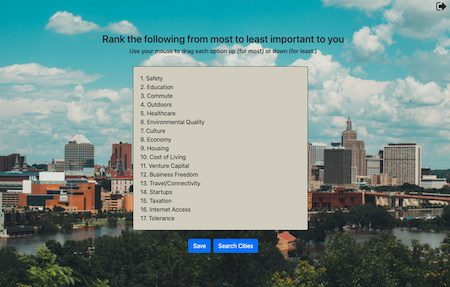 Rank the following from most to least important to you
Use your mouse to drag each option up (for most) or down (for least.)
1. Safety
2. Education
3. Commute
4. Outdoors
5. Healthcare
6. Environmental Quality
7. Culture
8. Economy
9. Housing
10. Cost of Living
11. Venture Capital
12. Business Freedom
13. Travel/Connectivity
14. Startups
15. Taxation
16. Internet Access
17. Tolerance
Save
Search Cities